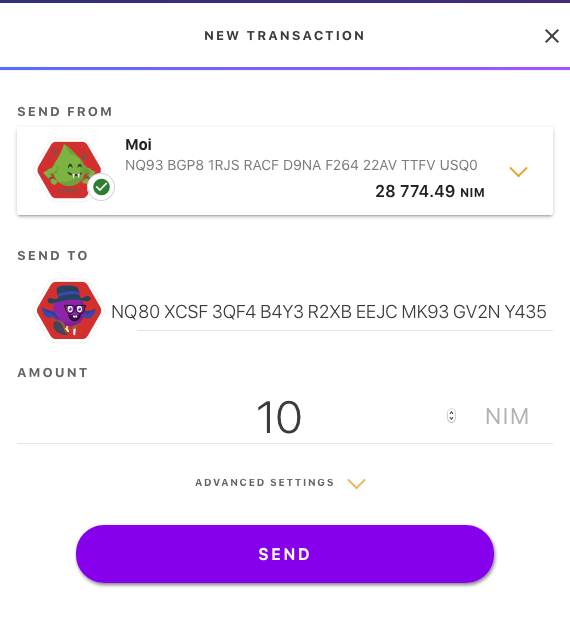 NEW TRANSACTION
SEND FROM
Moi
NQ93 BGP8 1RJS RACF D9NA F264 22AV TTFV USQ0
28 774.49 NIM
SEND TO
NQ80 XCSF 3QF4 B4Y3 R2XB EEJC MK93 GV2N Y435
AMOUNT
10 NIM
ADVANCED SETTINGS
SEND